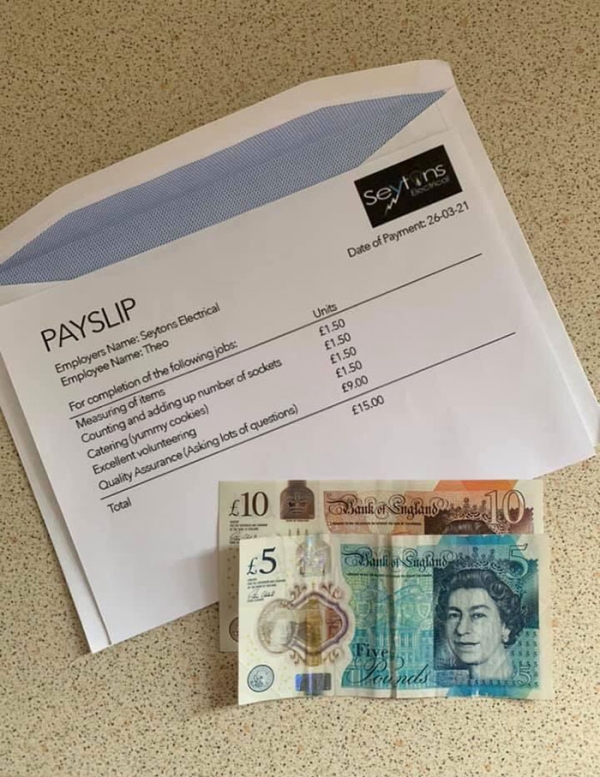 Seytons
Electrical
Date of Payment: 26-03-21
PAYSLIP
Employers Name: Seytons Electrical
Employee Name: Theo
For completion of the following jobs: Units
Measuring of items £1.50
Counting and adding up number of sockets £1.50
Catering (yummy cookies) £1.50
Excellent volunteering £1.50
Quality Assurance (Asking lots of questions) £9.00
Total £15.00
£10 Bank of England 10
£5 Bank of England 5
Five
Pounds 5